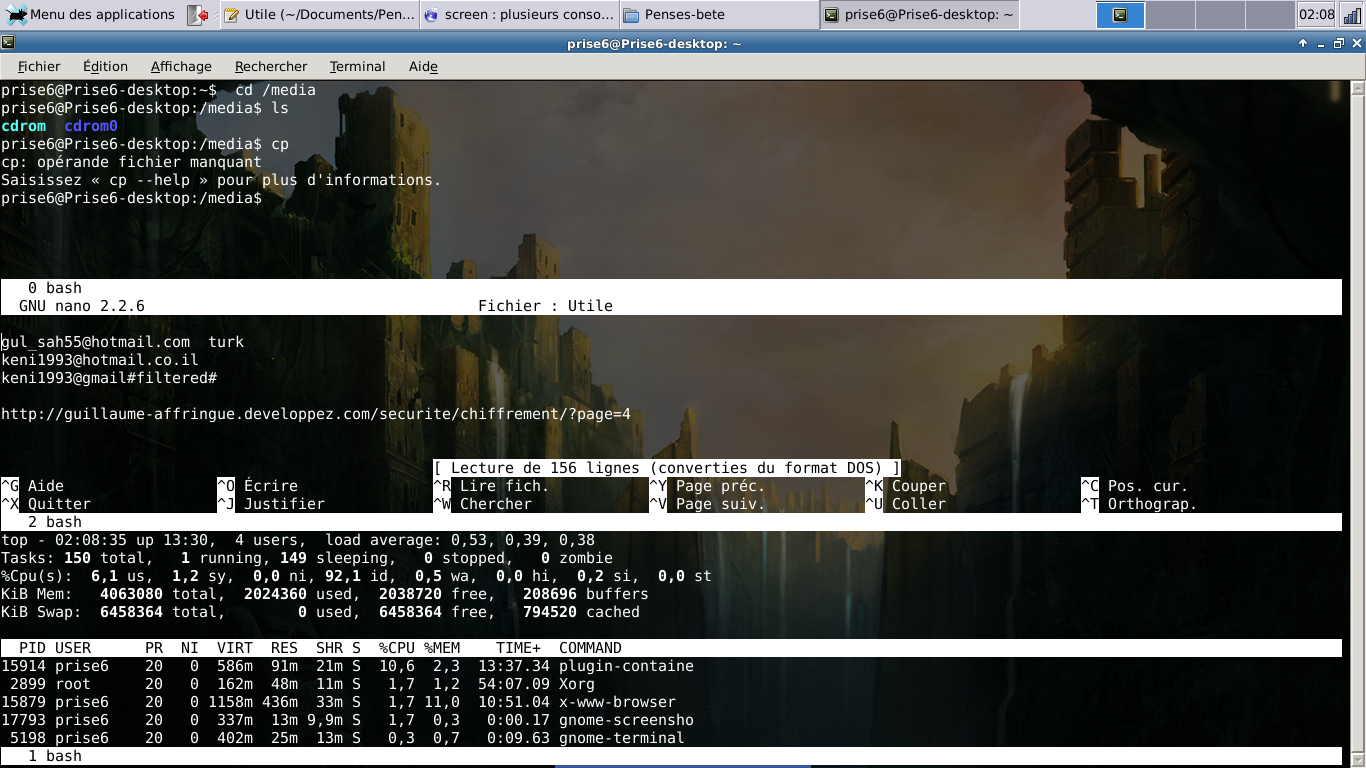 Menu des applications
Utile (~/Documents/Pen...
screen : plusieurs conso...
Penses-bete
prise6@Prise6-desktop: ~
02:08
prise6@Prise6-desktop: ~
Fichier Édition Affichage Rechercher Terminal Aide
prise6@Prise6-desktop:~$  cd /media
prise6@Prise6-desktop:/media$ ls
cdrom  cdrom0
prise6@Prise6-desktop:/media$ cp
cp: opérande fichier manquant
Saisissez « cp --help » pour plus d'informations.
prise6@Prise6-desktop:/media$
0 bash
GNU nano 2.2.6 Fichier : Utile
gul_sah55@hotmail.com  turk
keni1993@hotmail.co.il
keni1993@gmail#filtered#
http://guillaume-affringue.developpez.com/securite/chiffrement/?page=4
[ Lecture de 156 lignes (converties du format DOS) ]
^G Aide ^O Écrire ^R Lire fich. ^Y Page préc. ^K Couper ^C Pos. cur.
^X Quitter ^J Justifier ^W Chercher ^V Page suiv. ^U Coller ^T Orthograp.
2 bash
top - 02:08:35 up 13:30,  4 users,  load average: 0,53, 0,39, 0,38
Tasks: 150 total,   1 running, 149 sleeping,   0 stopped,   0 zombie
%Cpu(s):  6,1 us,  1,2 sy,  0,0 ni, 92,1 id,  0,5 wa,  0,0 hi,  0,2 si,  0,0 st
KiB Mem:   4063080 total,  2024360 used,  2038720 free,   208696 buffers
KiB Swap:  6458364 total,        0 used,  6458364 free,   794520 cached
PID USER PR NI VIRT RES SHR S %CPU %MEM TIME+ COMMAND
15914 prise6 20 0 586m 91m 21m S 10,6 2,3 13:37.34 plugin-containe
2899 root 20 0 162m 48m 11m S 1,7 1,2 54:07.09 Xorg
15879 prise6 20 0 1158m 436m 33m S 1,7 11,0 10:51.04 x-www-browser
17793 prise6 20 0 337m 13m 9,9m S 1,7 0,3 0:00.17 gnome-screensho
5198 prise6 20 0 402m 25m 13m S 0,3 0,7 0:09.63 gnome-terminal
1 bash